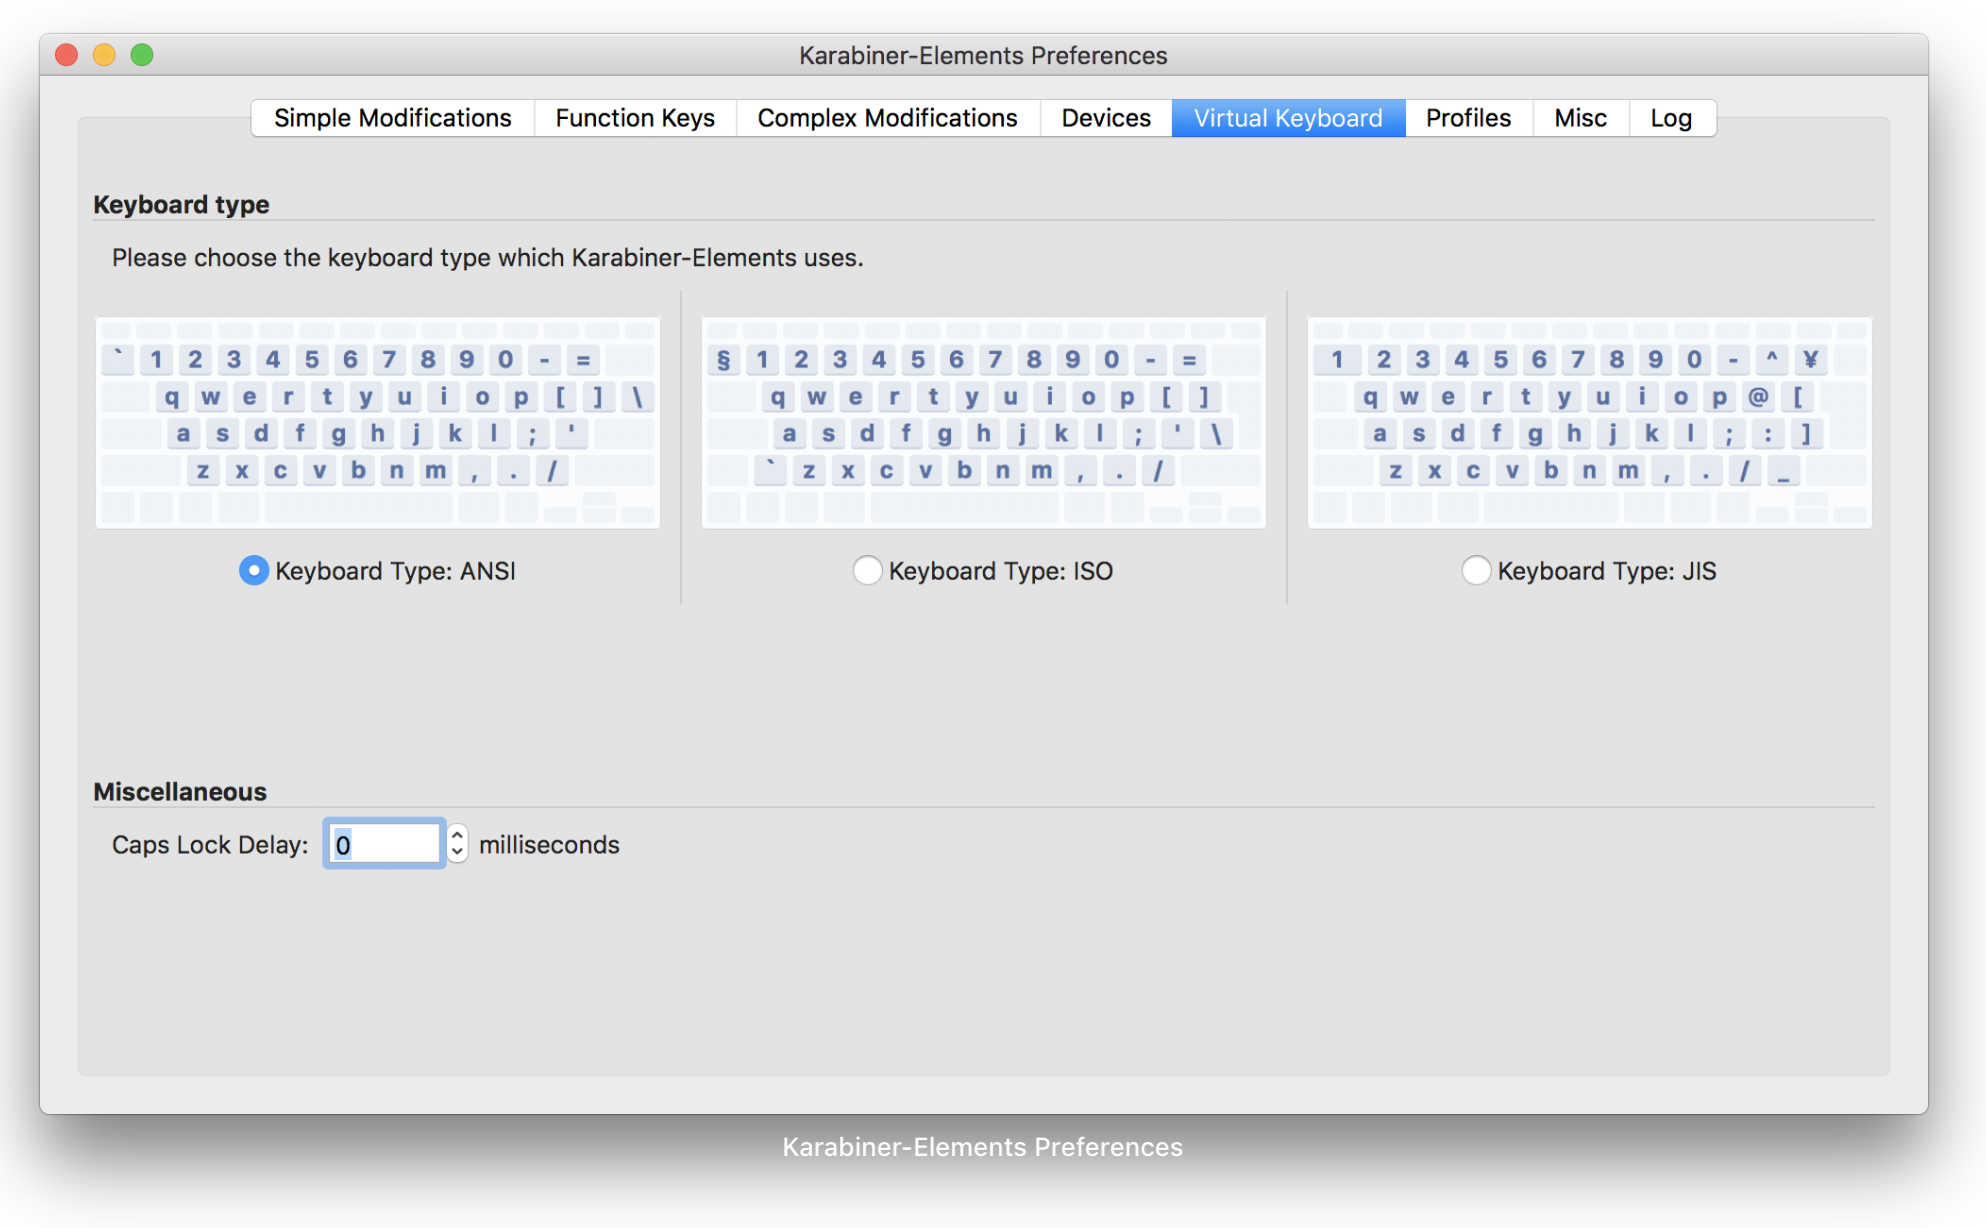 Karabiner-Elements Preferences
Simple Modifications Function Keys Complex Modifications Devices Virtual Keyboard Profiles Misc Log
Keyboard type
Please choose the keyboard type which Karabiner-Elements uses.
` 1 2 3 4 5 6 7 8 9 0 - =
q w e r t y u i o p [ ] \
a s d f g h j k l ; '
z x c v b n m , . /
Keyboard Type: ANSI
§ 1 2 3 4 5 6 7 8 9 0 - =
q w e r t y u i o p [ ]
a s d f g h j k l ; ' \
` z x c v b n m , . /
Keyboard Type: ISO
1 2 3 4 5 6 7 8 9 0 - ^ ¥
q w e r t y u i o p @ [
a s d f g h j k l ; : ]
z x c v b n m , . / _
Keyboard Type: JIS
Miscellaneous
Caps Lock Delay: 0 milliseconds
Karabiner-Elements Preferences